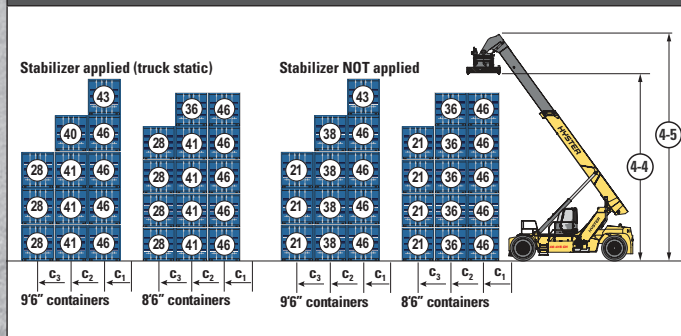 Stabilizer applied (truck static)
43
40 46
28 41 46
28 41 46
28 41 46
c3 c2 c1
9'6" containers
36 46
28 41 46
28 41 46
28 41 46
28 41 46
c3 c2 c1
8'6" containers
Stabilizer NOT applied
43
38 46
21 38 46
21 38 46
21 38 46
c3 c2 c1
9'6" containers
36 46
21 36 46
21 36 46
21 36 46
21 36 46
c3 c2 c1
8'6" containers
HYSTER
4-5
4-4